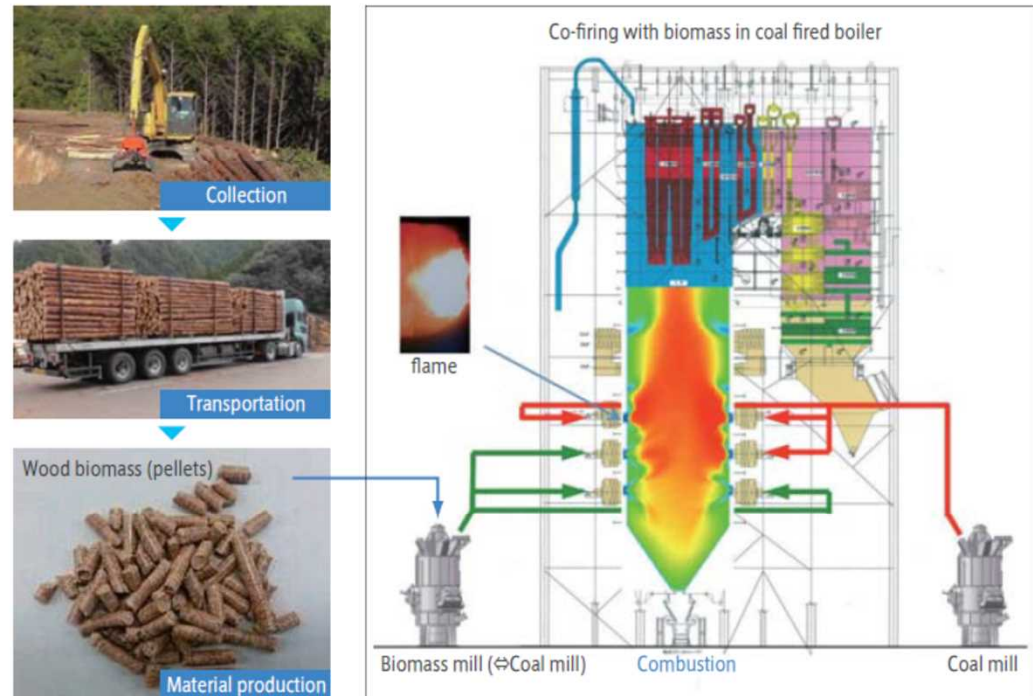 Collection
Transportation
Wood biomass (pellets)
Material production
Co-firing with biomass in coal fired boiler
flame
Biomass mill (⇔Coal mill)
Combustion
Coal mill